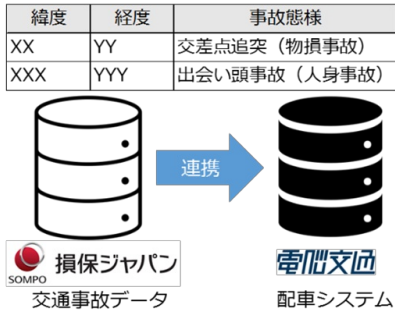 緯度 経度 事故態様
XX YY 交差点追突（物損事故）
XXX YYY 出会い頭事故（人身事故）
連携
SOMPO 損保ジャパン
電脳交通
交通事故データ
配車システム